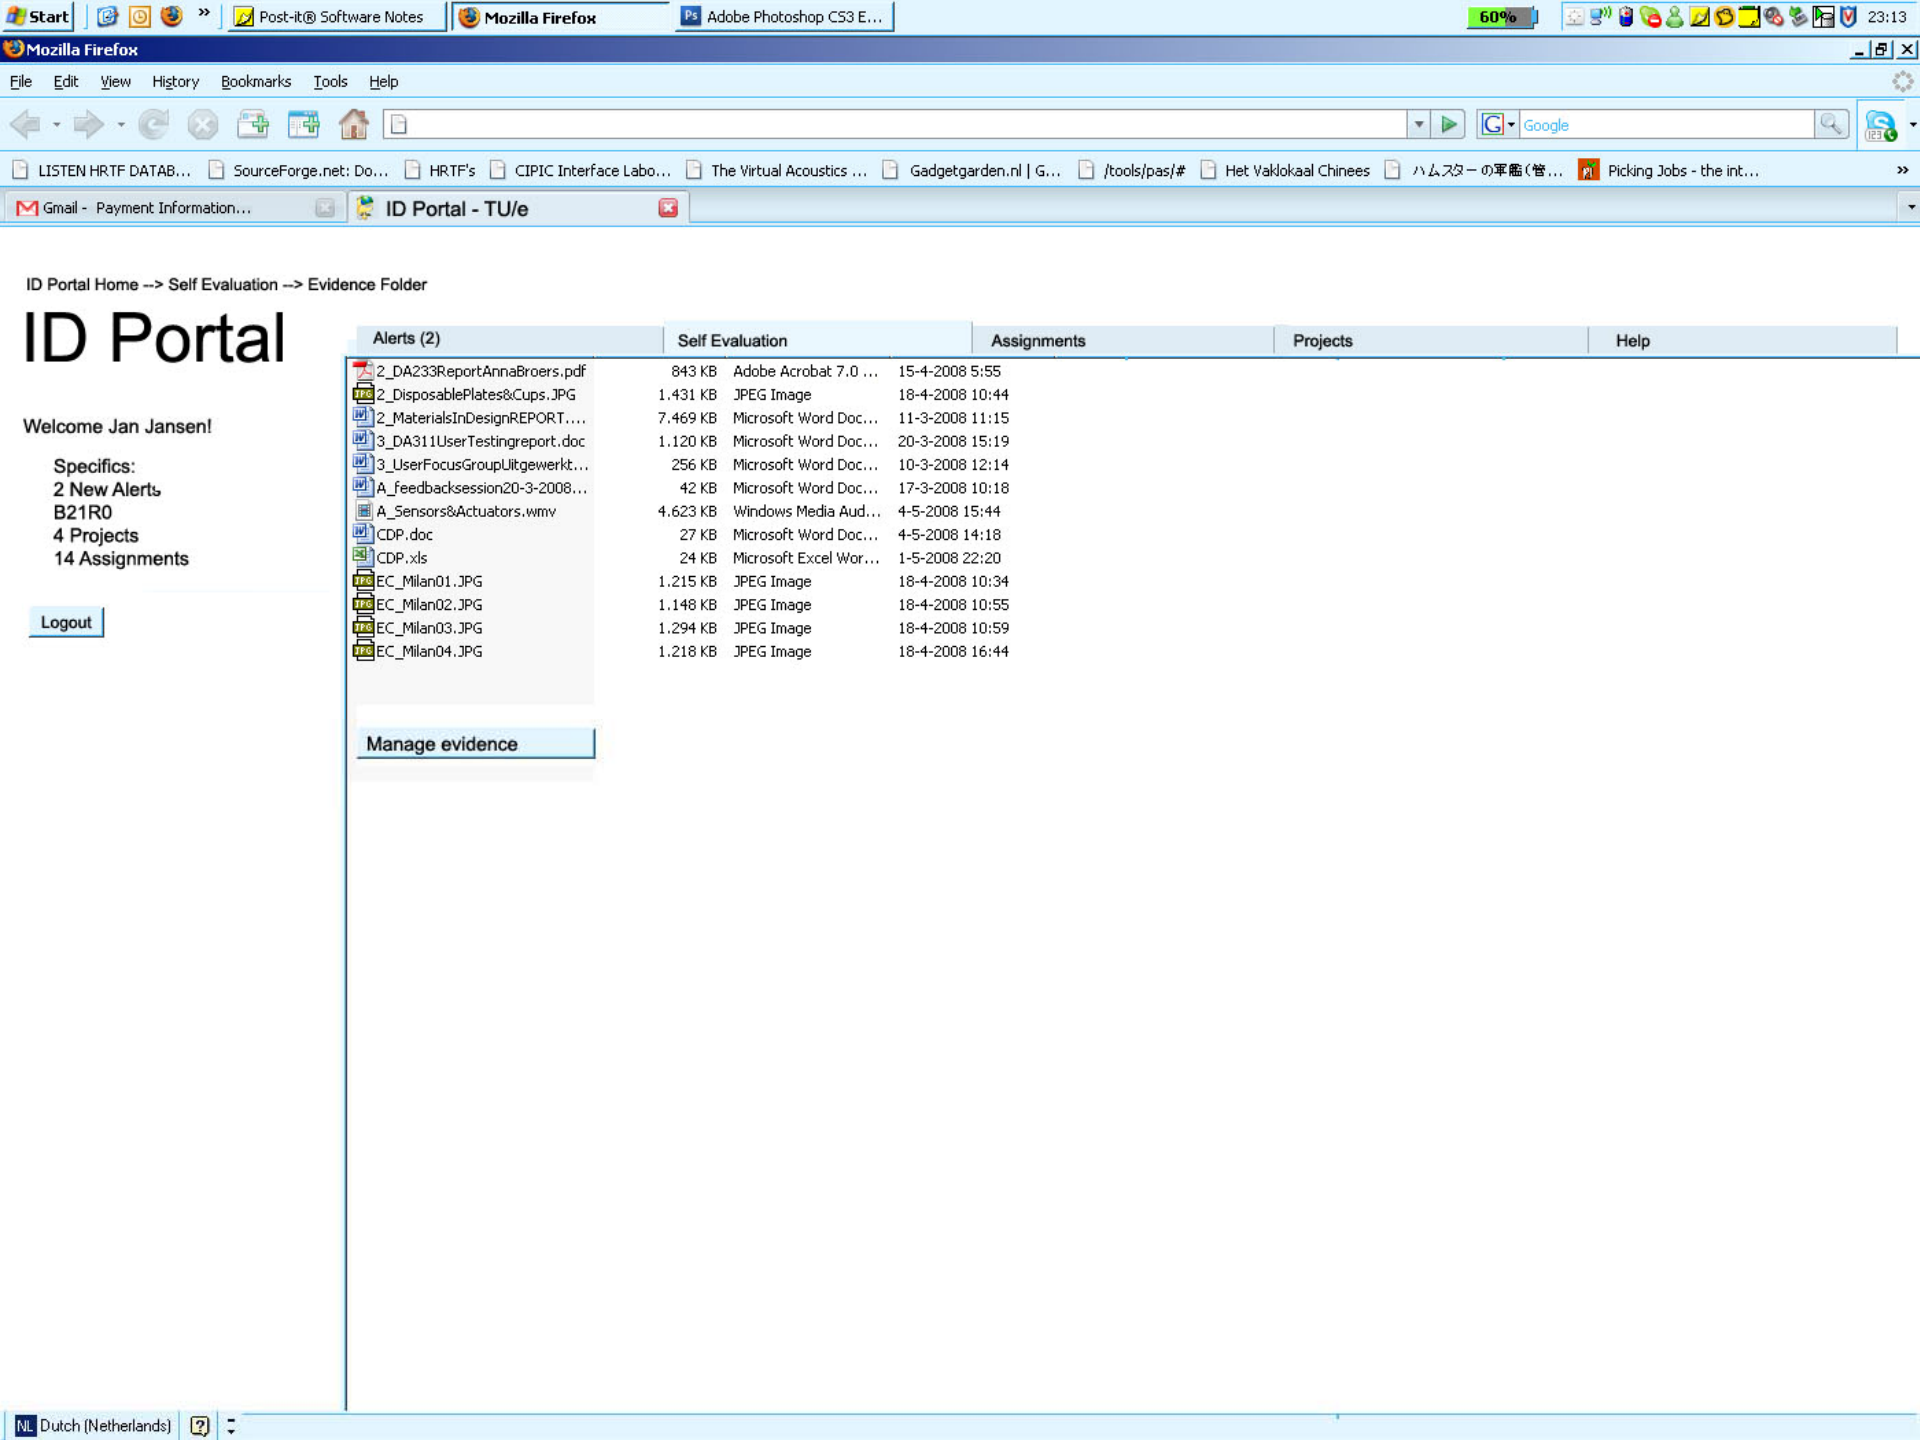 Start » Post-it® Software Notes Mozilla Firefox Ps Adobe Photoshop CS3 E... 60% 23:13
Mozilla Firefox
File Edit View History Bookmarks Tools Help
G Google
LISTEN HRTF DATAB... SourceForge.net: Do... HRTF's CIPIC Interface Labo... The Virtual Acoustics ... Gadgetgarden.nl | G... /tools/pas/# Het Vaklokaal Chinees ハムスターの軍艦(管... Picking Jobs - the int... »
Gmail - Payment Information... ID Portal - TU/e
ID Portal Home --> Self Evaluation --> Evidence Folder
ID Portal
Alerts (2) Self Evaluation Assignments Projects Help
Welcome Jan Jansen!
Specifics:
2 New Alerts
B21R0
4 Projects
14 Assignments
Logout
2_DA233ReportAnnaBroers.pdf 843 KB Adobe Acrobat 7.0 ... 15-4-2008 5:55
2_DisposablePlates&Cups.JPG 1.431 KB JPEG Image 18-4-2008 10:44
2_MaterialsInDesignREPORT.... 7.469 KB Microsoft Word Doc... 11-3-2008 11:15
3_DA311UserTestingreport.doc 1.120 KB Microsoft Word Doc... 20-3-2008 15:19
3_UserFocusGroupUitgewerkt... 256 KB Microsoft Word Doc... 10-3-2008 12:14
A_feedbacksession20-3-2008... 42 KB Microsoft Word Doc... 17-3-2008 10:18
A_Sensors&Actuators.wmv 4.623 KB Windows Media Aud... 4-5-2008 15:44
CDP.doc 27 KB Microsoft Word Doc... 4-5-2008 14:18
CDP.xls 24 KB Microsoft Excel Wor... 1-5-2008 22:20
EC_Milan01.JPG 1.215 KB JPEG Image 18-4-2008 10:34
EC_Milan02.JPG 1.148 KB JPEG Image 18-4-2008 10:55
EC_Milan03.JPG 1.294 KB JPEG Image 18-4-2008 10:59
EC_Milan04.JPG 1.218 KB JPEG Image 18-4-2008 16:44
Manage evidence
NL Dutch (Netherlands)